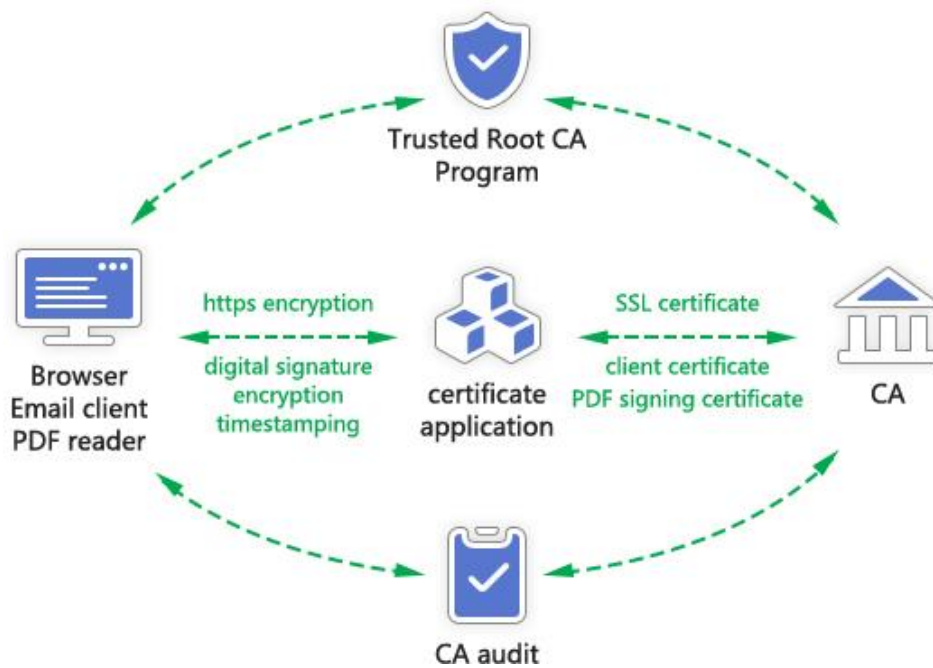 Trusted Root CA
Program
https encryption
digital signature
encryption
timestamping
SSL certificate
client certificate
PDF signing certificate
Browser
Email client
PDF reader
certificate
application
CA
CA audit